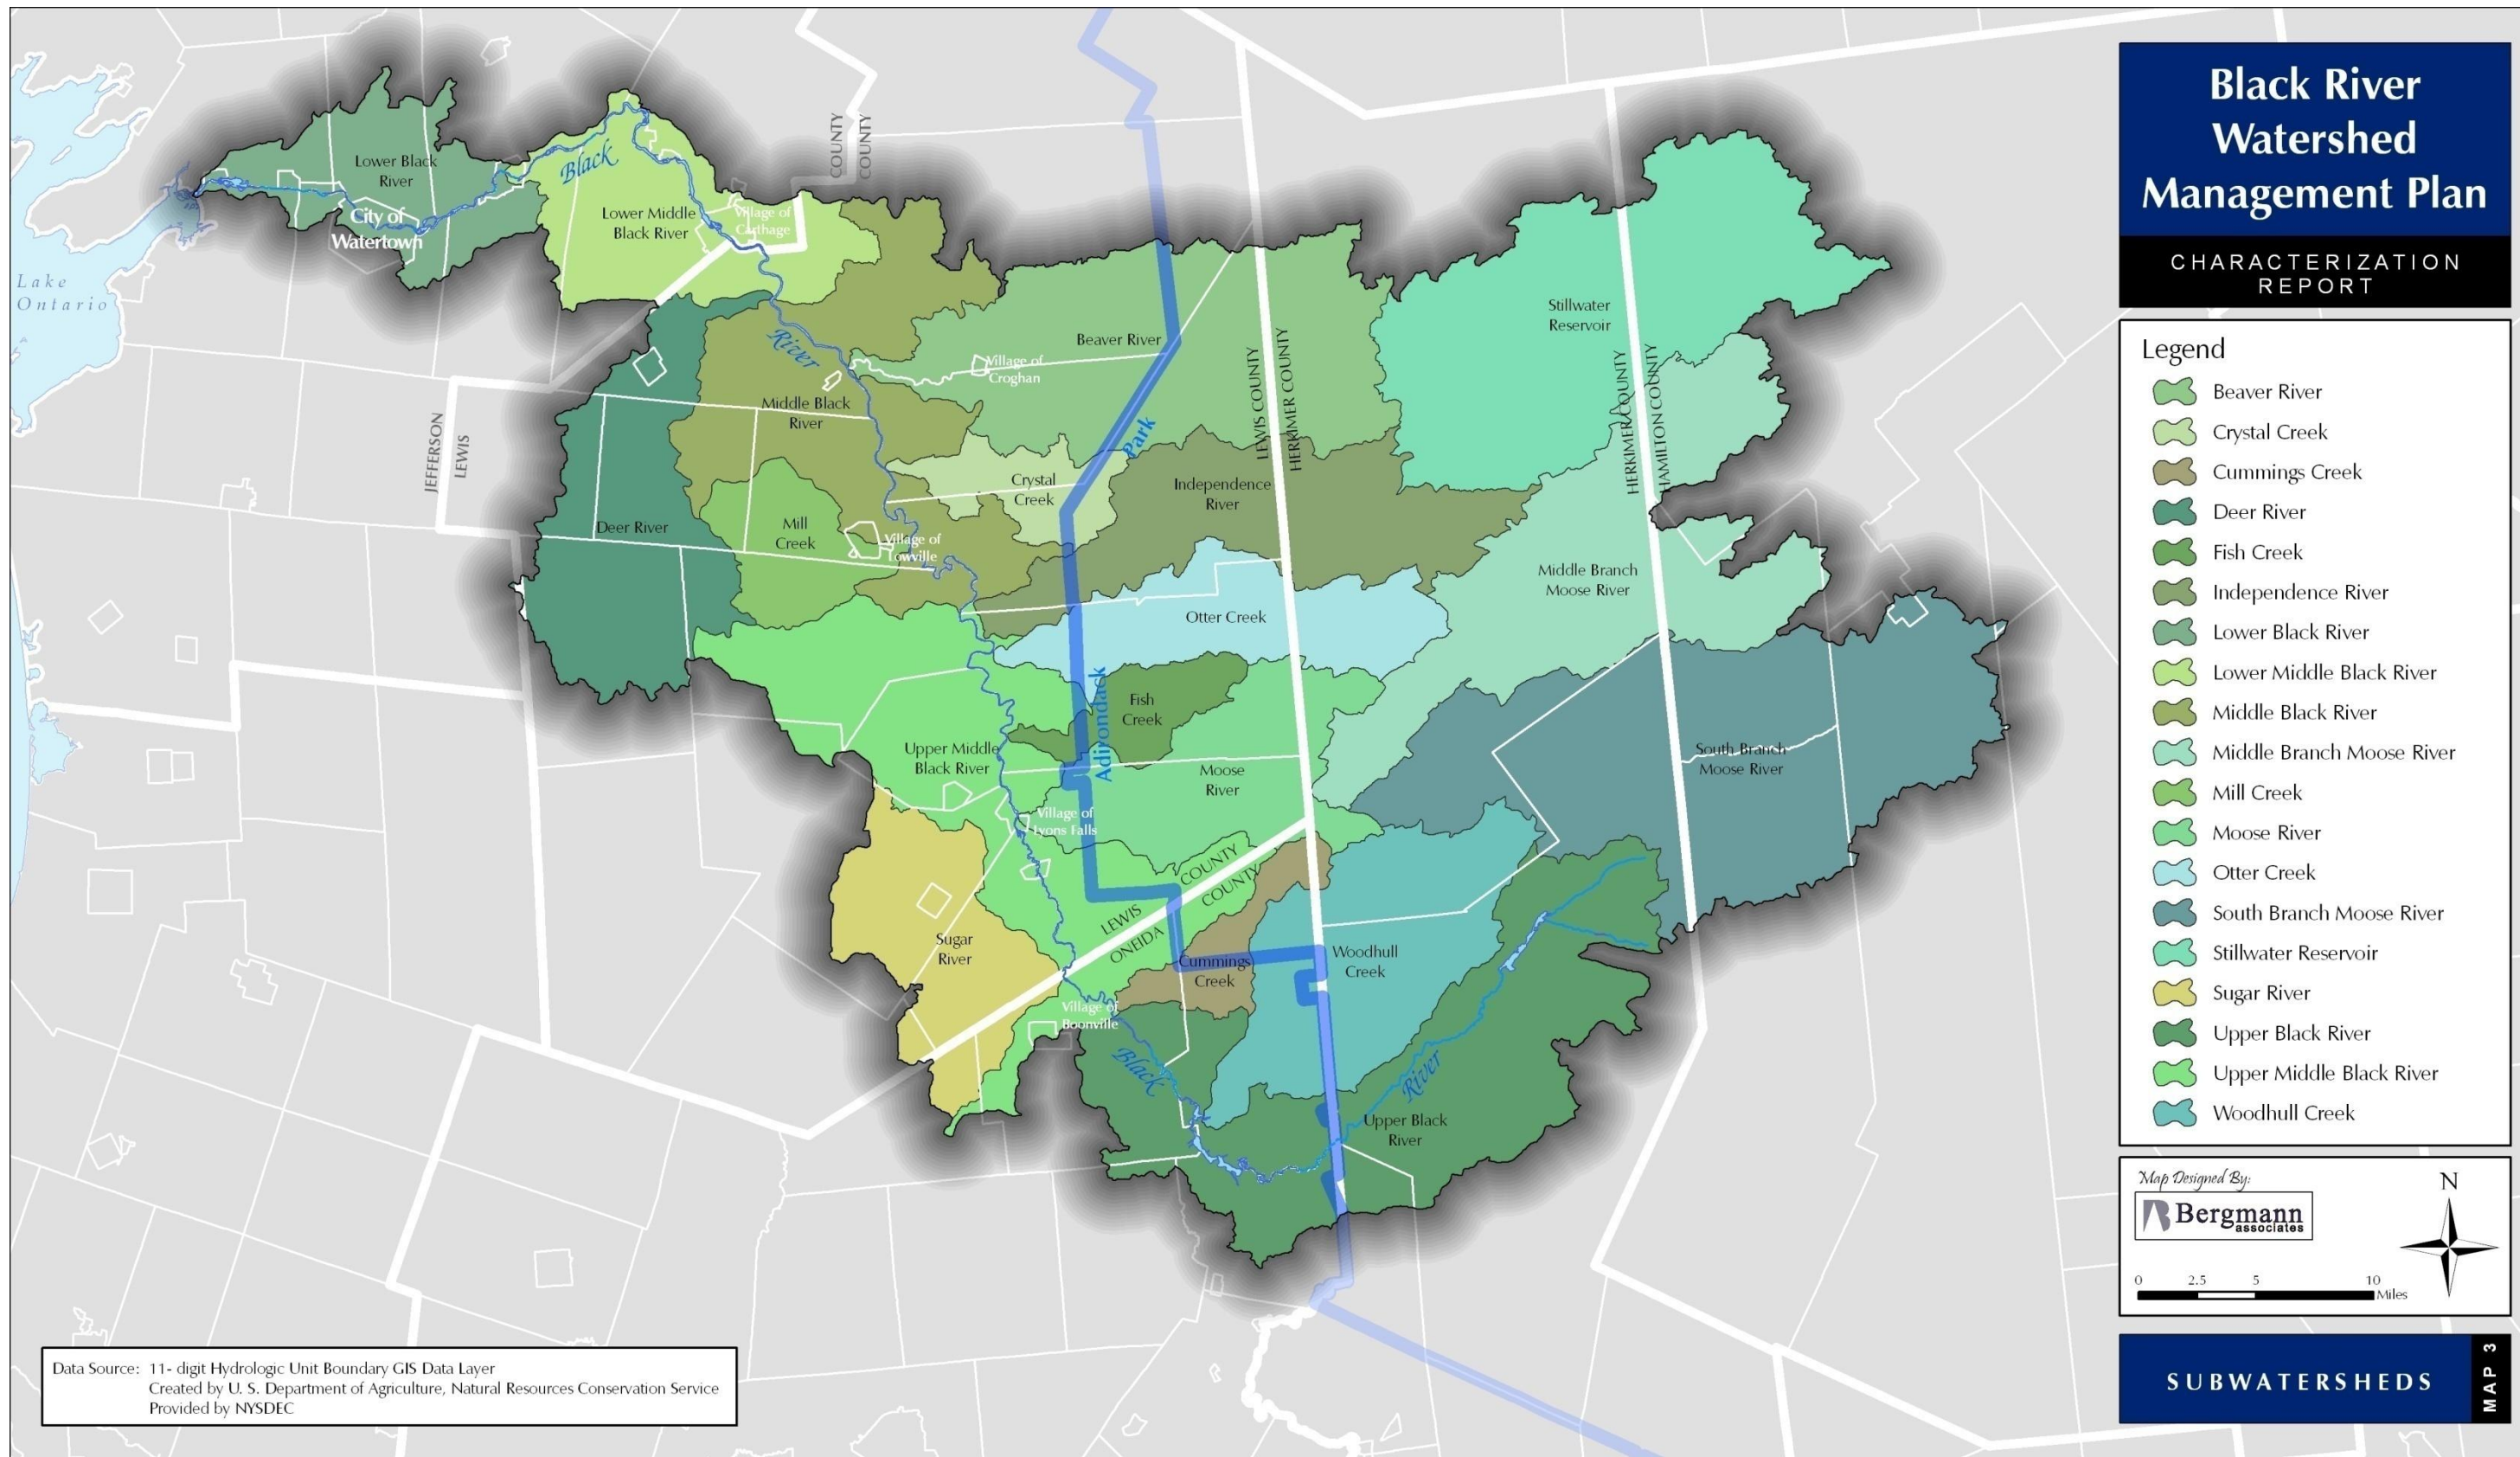 Black River
Watershed
Management Plan
CHARACTERIZATION
REPORT
Legend
Beaver River
Crystal Creek
Cummings Creek
Deer River
Fish Creek
Independence River
Lower Black River
Lower Middle Black River
Middle Black River
Middle Branch Moose River
Mill Creek
Moose River
Otter Creek
South Branch Moose River
Stillwater Reservoir
Sugar River
Upper Black River
Upper Middle Black River
Woodhull Creek
Map Designed By:
Bergmann
associates
N
0 2.5 5 10
Miles
SUBWATERSHEDS
MAP 3
Lake
Ontario
Lower Black
River
City of
Watertown
Black
Lower Middle
Black River
Village of
Carthage
COUNTY
COUNTY
River
Beaver River
Village of
Croghan
Stillwater
Reservoir
LEWIS COUNTY
HERKIMER COUNTY
HERKIMER COUNTY
HAMILTON COUNTY
JEFFERSON
LEWIS
Middle Black
River
Park
Crystal
Creek
Independence
River
Deer River
Mill
Creek
Village of
Lowville
Middle Branch
Moose River
Otter Creek
Fish
Creek
Adirondack
Upper Middle
Black River
Moose
River
South Branch
Moose River
Village of
Lyons Falls
COUNTY
COUNTY
LEWIS
ONEIDA
Sugar
River
Cummings
Creek
Woodhull
Creek
Village of
Boonville
Black
River
Upper Black
River
Data Source: 11- digit Hydrologic Unit Boundary GIS Data Layer
Created by U. S. Department of Agriculture, Natural Resources Conservation Service
Provided by NYSDEC